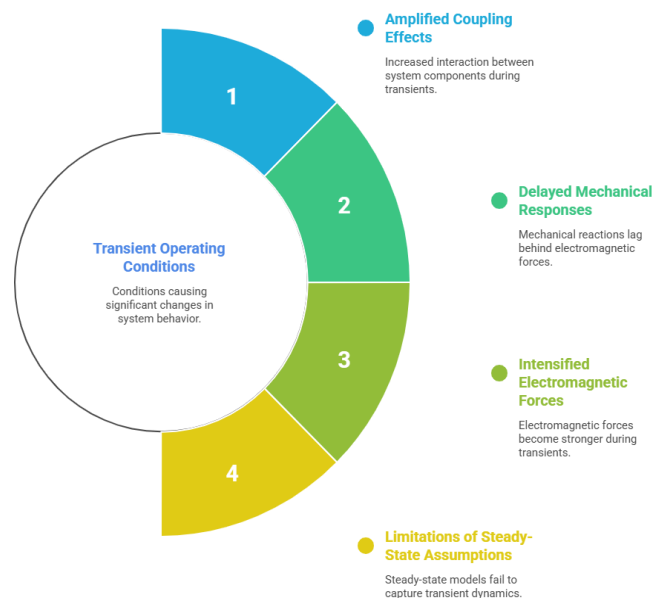 Amplified Coupling
Effects
Increased interaction between
system components during
transients.
1
2
Delayed Mechanical
Responses
Mechanical reactions lag
behind electromagnetic
forces.
Transient Operating
Conditions
Conditions causing
significant changes in
system behavior.
3
Intensified
Electromagnetic
Forces
Electromagnetic forces
become stronger during
transients.
4
Limitations of Steady-
State Assumptions
Steady-state models fail to
capture transient dynamics.